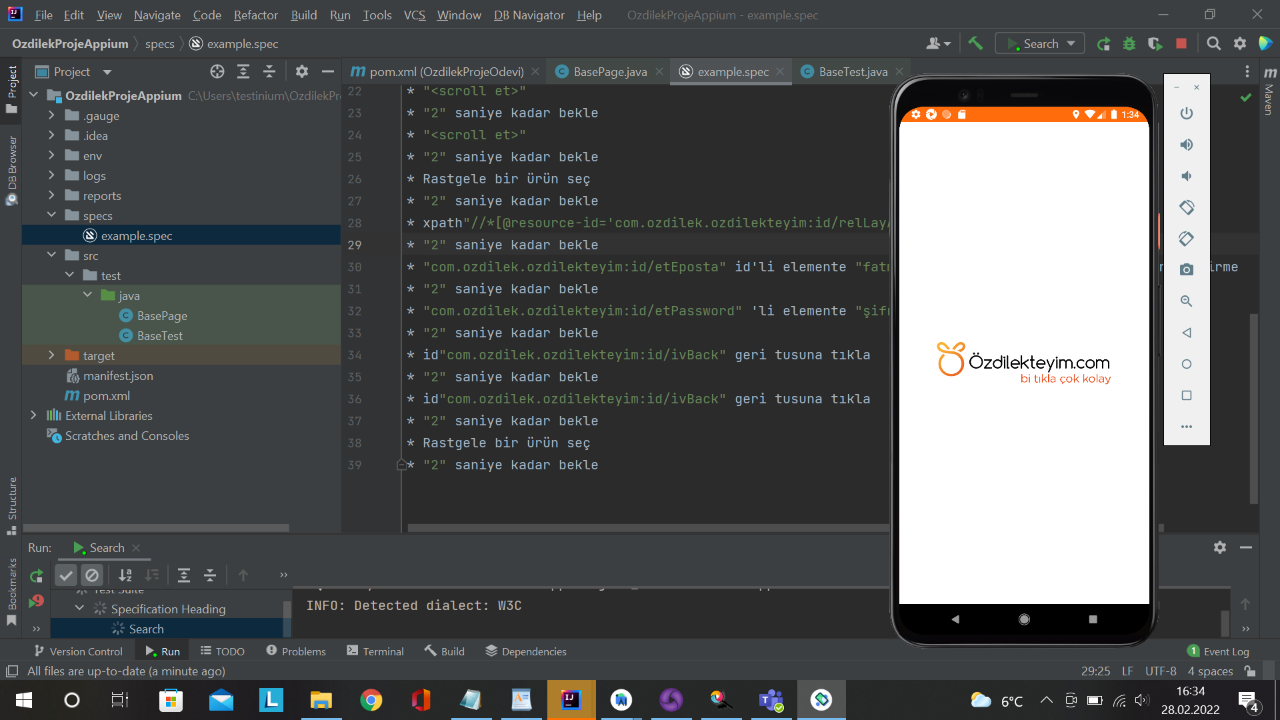 File Edit View Navigate Code Refactor Build Run Tools VCS Window DB Navigator Help OzdilekProjeAppium - example.spec
OzdilekProjeAppium specs example.spec
Search
Project
pom.xml (OzdilekProjeOdevi)
BasePage.java
example.spec
BaseTest.java
Project
DB Browser
Structure
Bookmarks
Maven
OzdilekProjeAppium C:\Users\testinium\OzdilekPr
.gauge
.idea
env
logs
reports
specs
example.spec
src
test
java
BasePage
BaseTest
target
manifest.json
pom.xml
External Libraries
Scratches and Consoles
22 * "<scroll et>"
23 * "2" saniye kadar bekle
24 * "<scroll et>"
25 * "2" saniye kadar bekle
26 * Rastgele bir ürün seç
27 * "2" saniye kadar bekle
28 * xpath"//*[@resource-id='com.ozdilek.ozdilekteyim:id/relLay
29 * "2" saniye kadar bekle
30 * "com.ozdilek.ozdilekteyim:id/etEposta" id'li elemente "fat
31 * "2" saniye kadar bekle
32 * "com.ozdilek.ozdilekteyim:id/etPassword" 'li elemente "şif
33 * "2" saniye kadar bekle
34 * id"com.ozdilek.ozdilekteyim:id/ivBack" geri tusuna tıkla
35 * "2" saniye kadar bekle
36 * id"com.ozdilek.ozdilekteyim:id/ivBack" geri tusuna tıkla
37 * "2" saniye kadar bekle
38 * Rastgele bir ürün seç
39 * "2" saniye kadar bekle
1:34
Özdilekteyim.com
bi tıkla çok kolay
Run: Search
Test Suite
Specification Heading
Search
INFO: Detected dialect: W3C
Version Control Run TODO Problems Terminal Build Dependencies 1 Event Log
All files are up-to-date (a minute ago) 29:25 LF UTF-8 4 spaces
L
6°C
16:34
28.02.2022
4